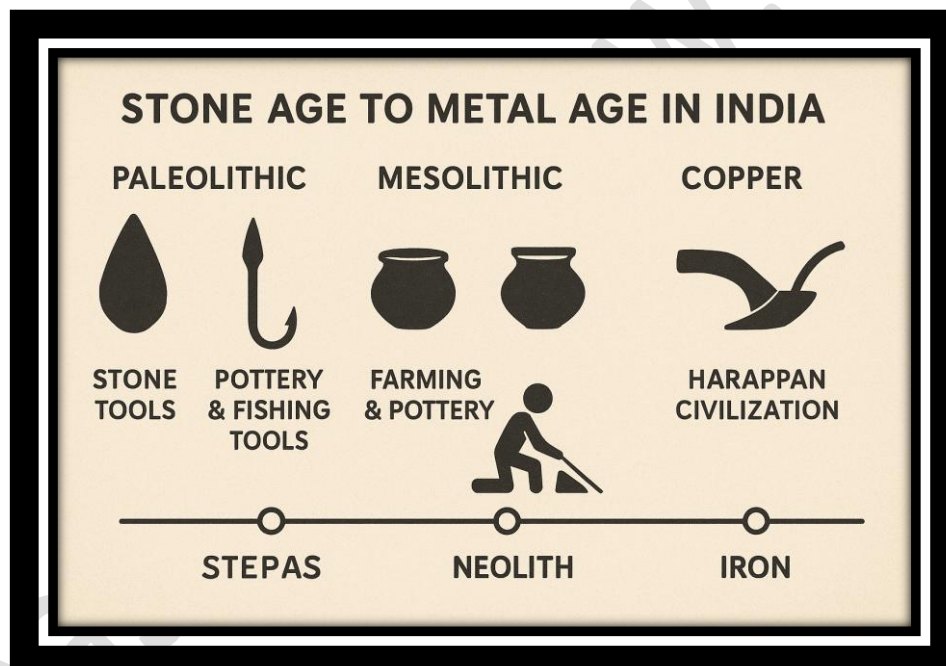 STONE AGE TO METAL AGE IN INDIA
PALEOLITHIC
MESOLITHIC
COPPER
STONE
TOOLS
POTTERY
& FISHING
TOOLS
FARMING
& POTTERY
HARAPPAN
CIVILIZATION
STEPAS
NEOLITH
IRON